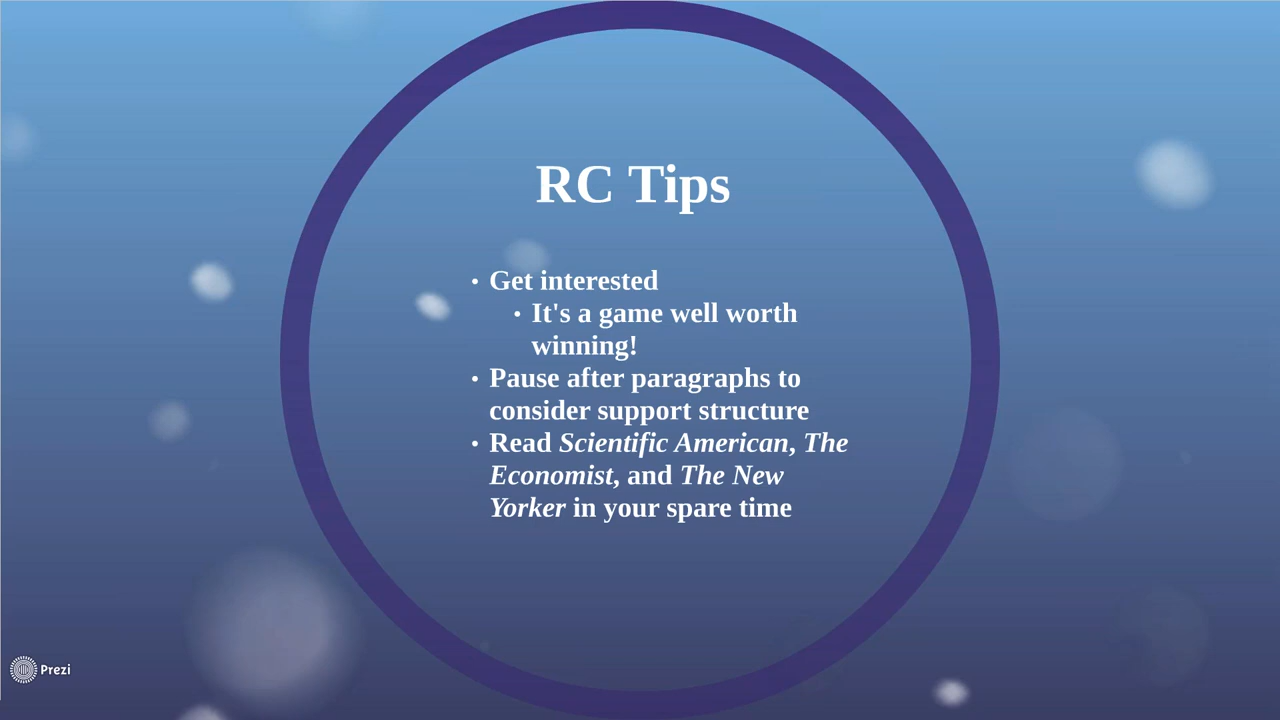 RC Tips
• Get interested
• It's a game well worth
winning!
• Pause after paragraphs to
consider support structure
• Read Scientific American, The
Economist, and The New
Yorker in your spare time
Prezi